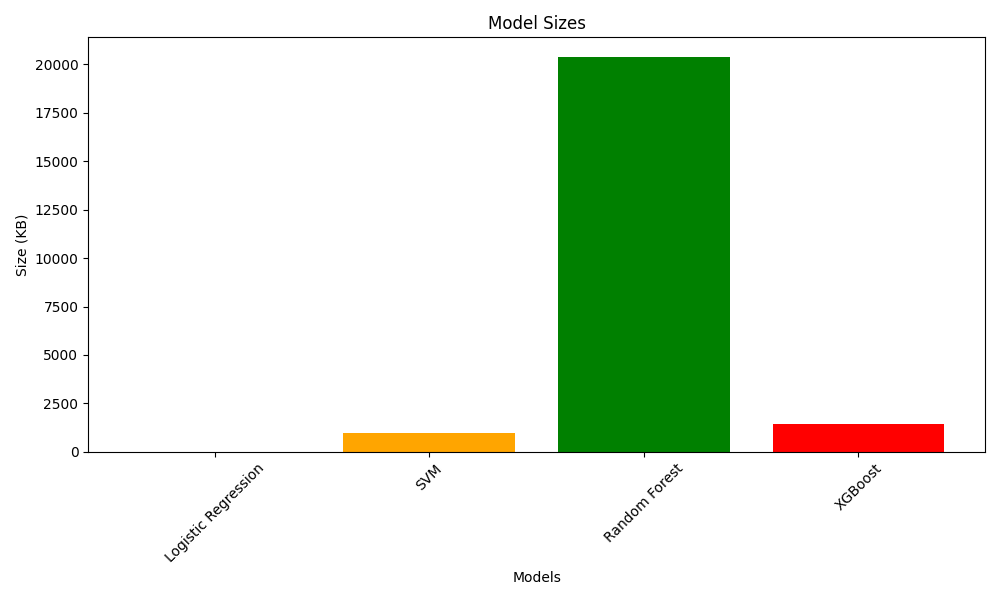 Model Sizes
Size (KB)
20000
17500
15000
12500
10000
7500
5000
2500
0
Logistic Regression
SVM
Random Forest
XGBoost
Models